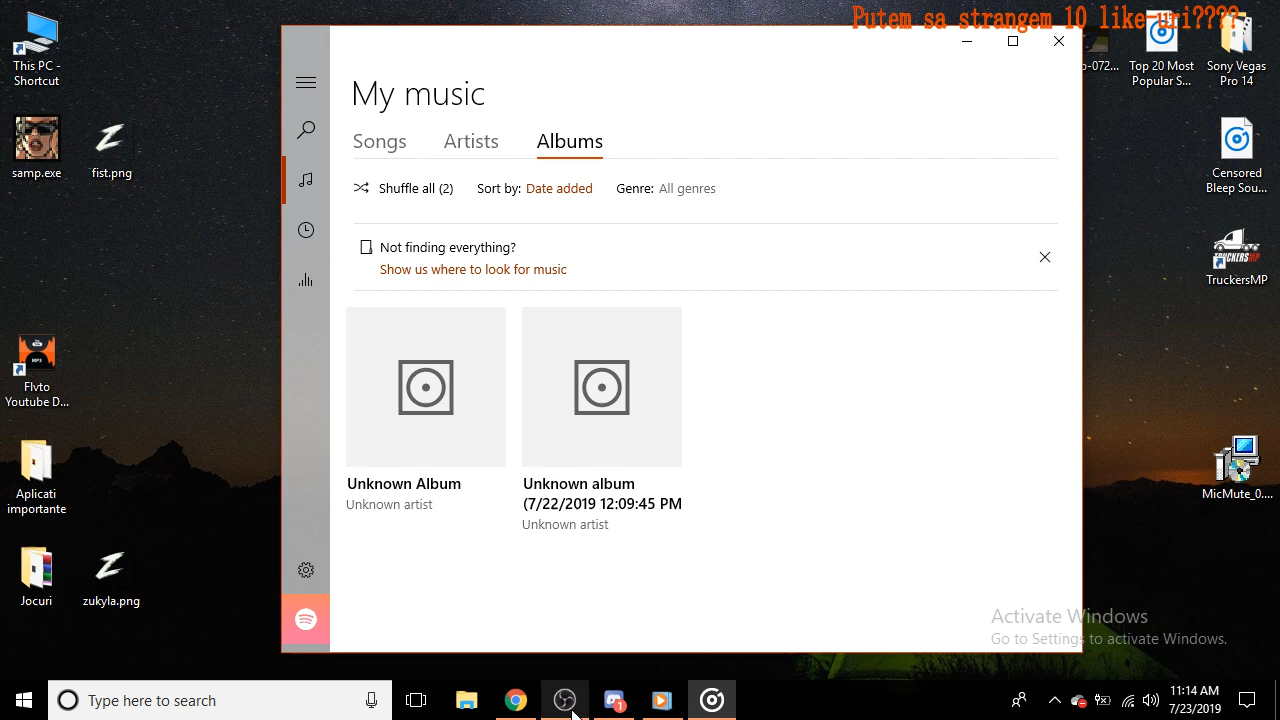 Putem sa strangem 10 like-uri????
This PC -
Shortcut
samp.exe
fist.png
Flvto
Youtube D...
Aplicati
importante
Jocuri
zukyla.png
My music
Songs
Artists
Albums
Shuffle all (2)
Sort by: Date added
Genre: All genres
Not finding everything?
Show us where to look for music
Unknown Album
Unknown artist
Unknown album
(7/22/2019 12:09:45 PM
Unknown artist
Top 20 Most
Popular S...
Sony Vegas
Pro 14
Censored
Bleep Sou...
TRUCKERSMP
TruckersMP
MicMute_0....
Activate Windows
Go to Settings to activate Windows.
Type here to search
1
11:14 AM
7/23/2019